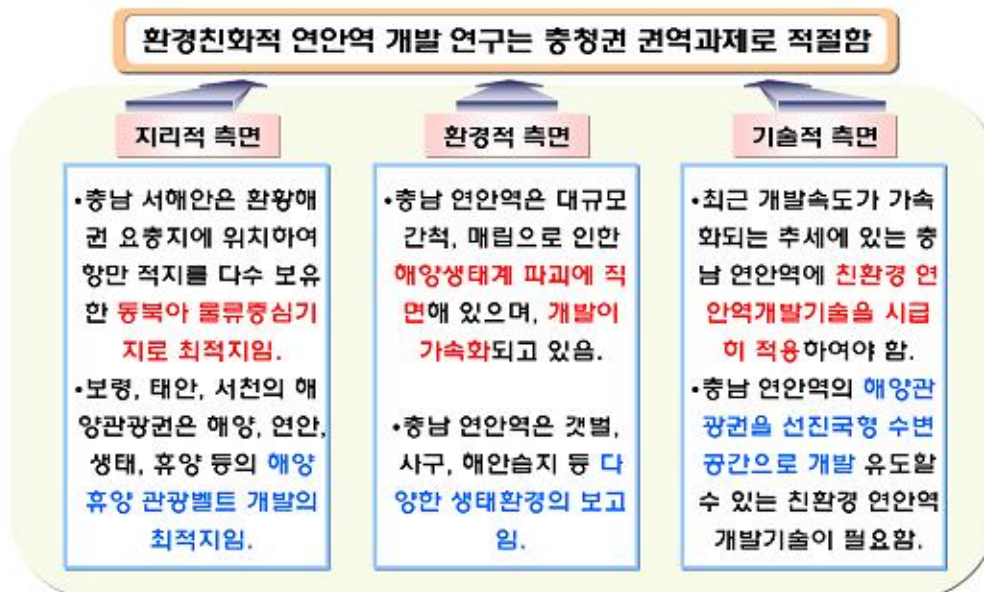 환경친화적 연안역 개발 연구는 충청권 권역과제로 적절함
지리적 측면
•충남 서해안은 환황해
권 요충지에 위치하여
항만 적지를 다수 보유
한 동북아 물류중심기
지로 최적지임.
•보령, 태안, 서천의 해
양관광권은 해양, 연안,
생태, 휴양 등의 해양
휴양 관광벨트 개발의
최적지임.
환경적 측면
•충남 연안역은 대규모
간척, 매립으로 인한
해양생태계 파괴에 직
면해 있으며, 개발이
가속화되고 있음.
•충남 연안역은 갯벌,
사구, 해안습지 등 다
양한 생태환경의 보고
임.
기술적 측면
•최근 개발속도가 가속
화되는 추세에 있는 충
남 연안역에 친환경 연
안역개발기술을 시급
히 적용하여야 함.
•충남 연안역의 해양관
광권을 선진국형 수변
공간으로 개발 유도할
수 있는 친환경 연안역
개발기술이 필요함.